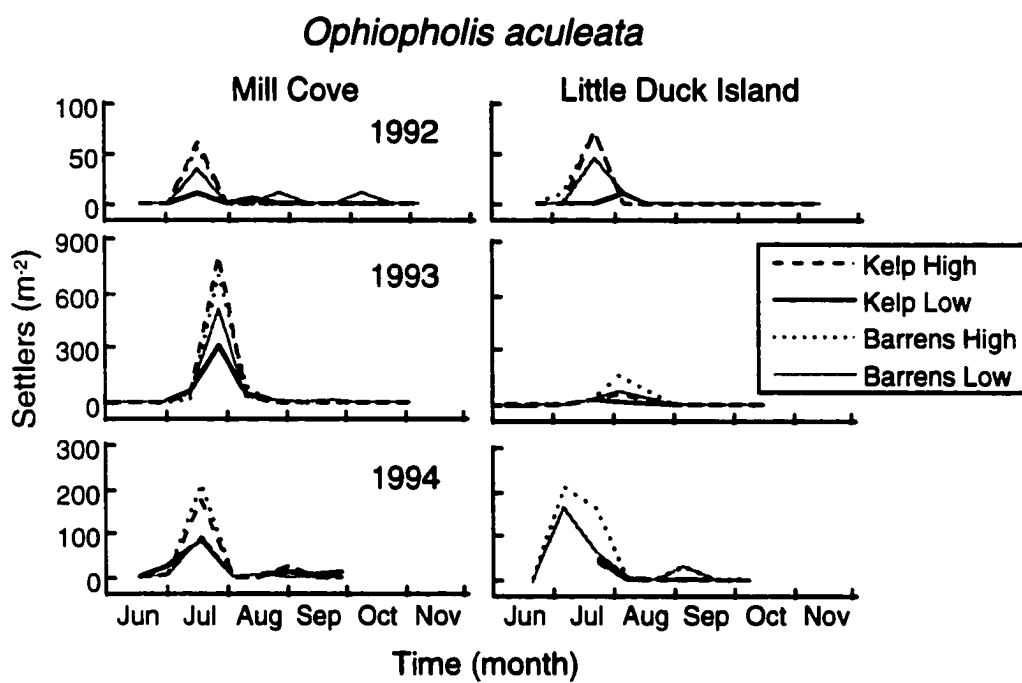 Ophiopholis aculeata
Mill Cove
Little Duck Island
100
50
0
1992
900
600
300
0
1993
Kelp High
Kelp Low
Barrens High
Barrens Low
300
200
100
0
1994
Settlers (m-2)
Jun Jul Aug Sep Oct Nov
Jun Jul Aug Sep Oct Nov
Time (month)